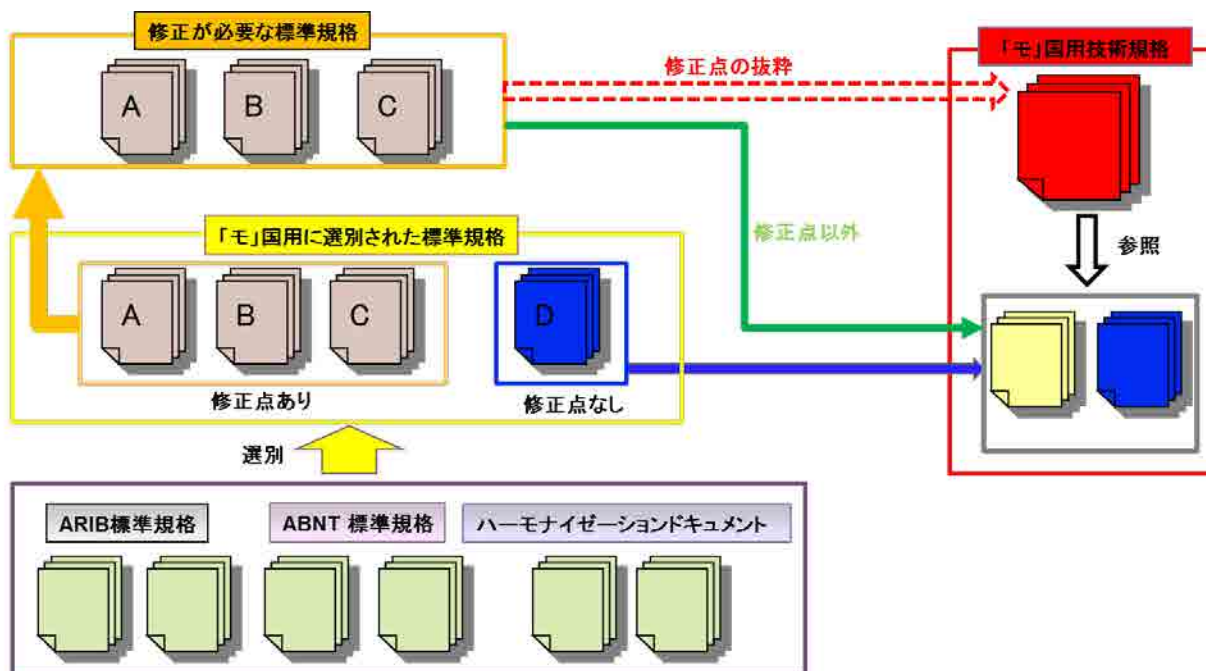 修正が必要な標準規格
A
B
C
修正点の抜粋
「モ」国用技術規格
修正点以外
参照
「モ」国用に選別された標準規格
A
B
C
D
修正点あり
修正点なし
選別
ARIB標準規格
ABNT 標準規格
ハーモナイゼーションドキュメント